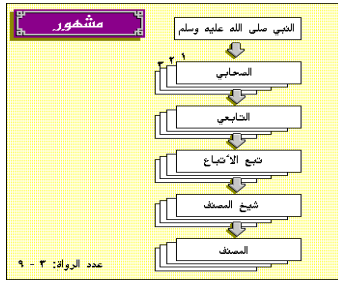 مشهور
النبي صلى الله عليه وسلم
١ ٢ ٣
الصحابي
التابعي
تبع الأتباع
شيخ المصنف
المصنف
عدد الرواة: ٣ - ٩